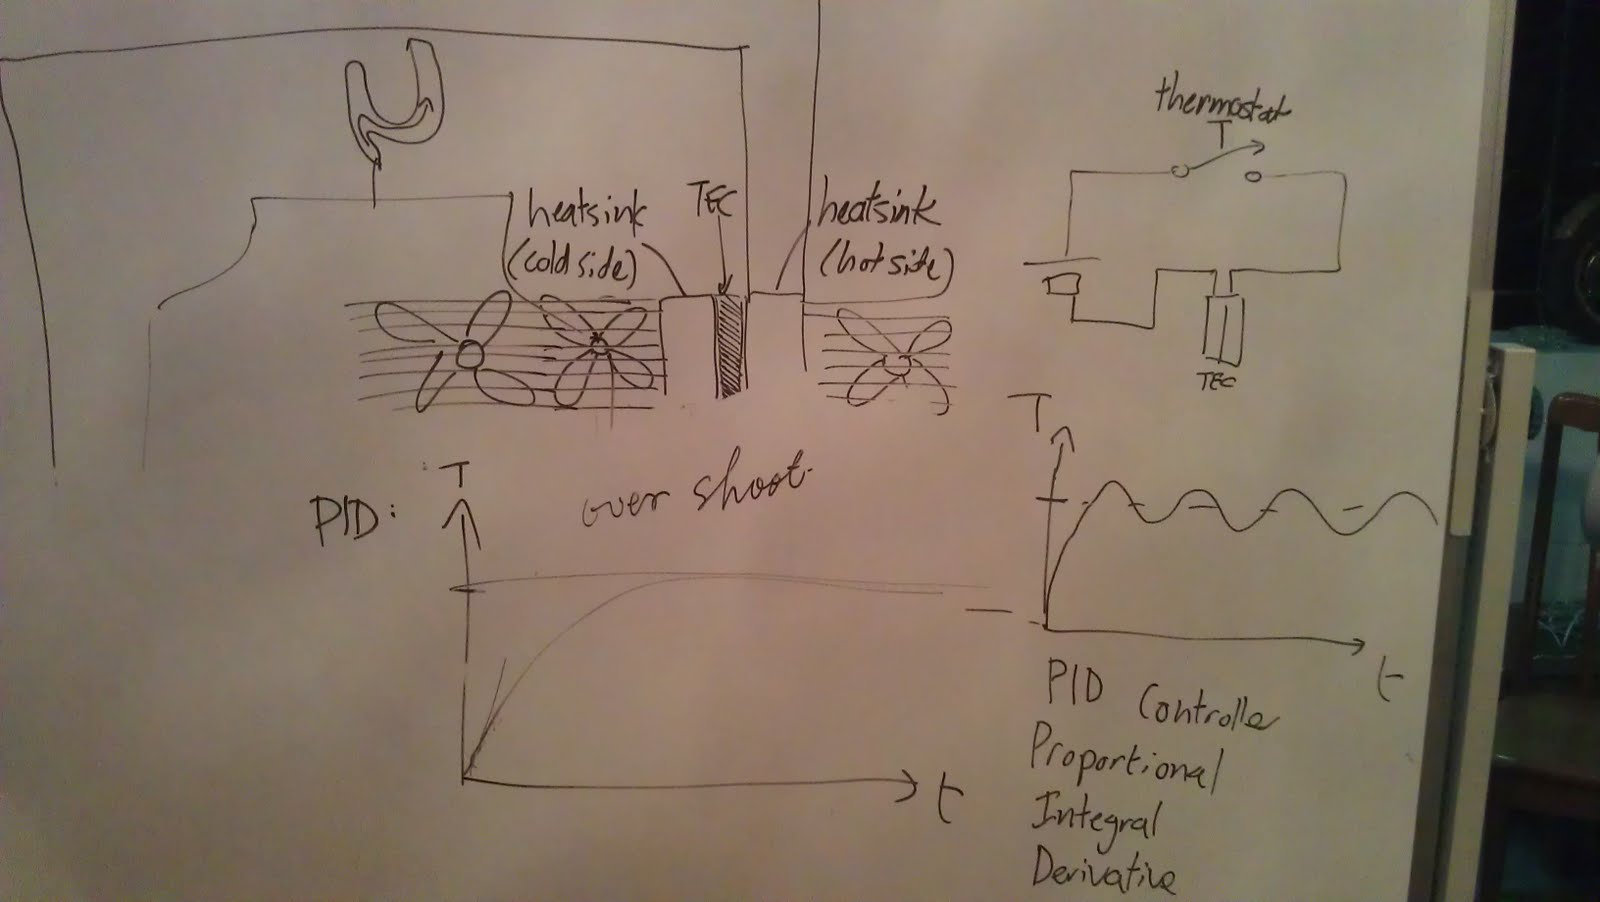 thermostat
T
heatsink
(cold side)
TEC
heatsink
(hot side)
TEC
T
PID:
T
over shoot
t
t
PID Controlle
Proportional
Integral
Derivative